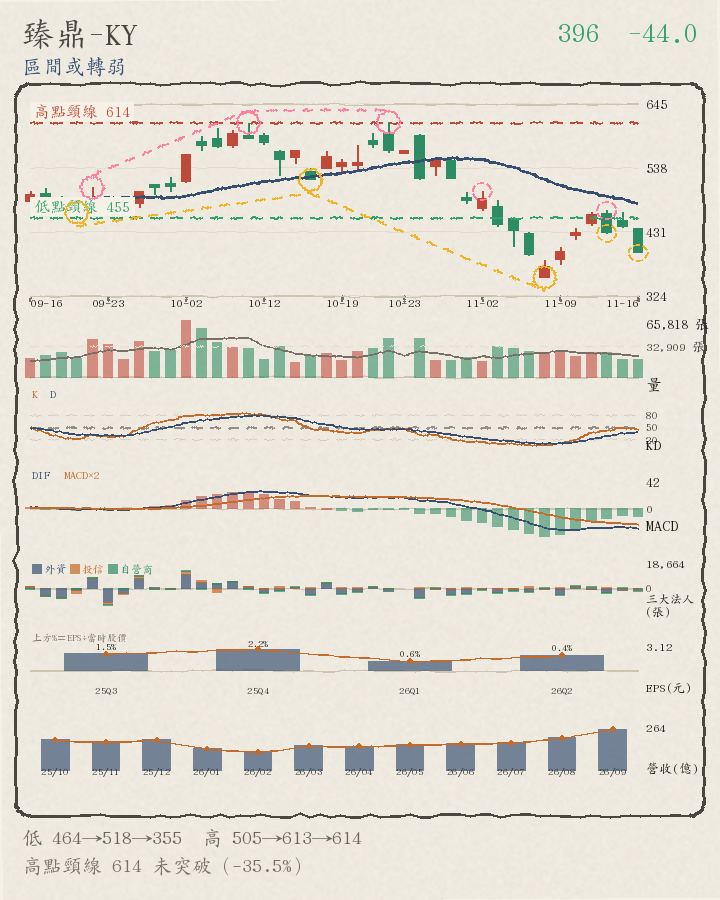 臻鼎-KY
396 -44.0
區間或轉弱
高點頸線 614
低點頸線 455
645
538
431
324
09-16 09-23 10-02 10-12 10-19 10-23 11-02 11-09 11-16
65,818 張
32,909 張
量
K D
80
50
20
KD
DIF MACD×2
42
0
MACD
外資 投信 自營商
18,664
0
三大法人
(張)
上方%=EPS÷當時股價
1.5% 2.2% 0.6% 0.4%
3.12
25Q3 25Q4 26Q1 26Q2
EPS(元)
264
25/10 25/11 25/12 26/01 26/02 26/03 26/04 26/05 26/06 26/07 26/08 26/09
營收(億)
低 464→518→355 高 505→613→614
高點頸線 614 未突破 (-35.5%)